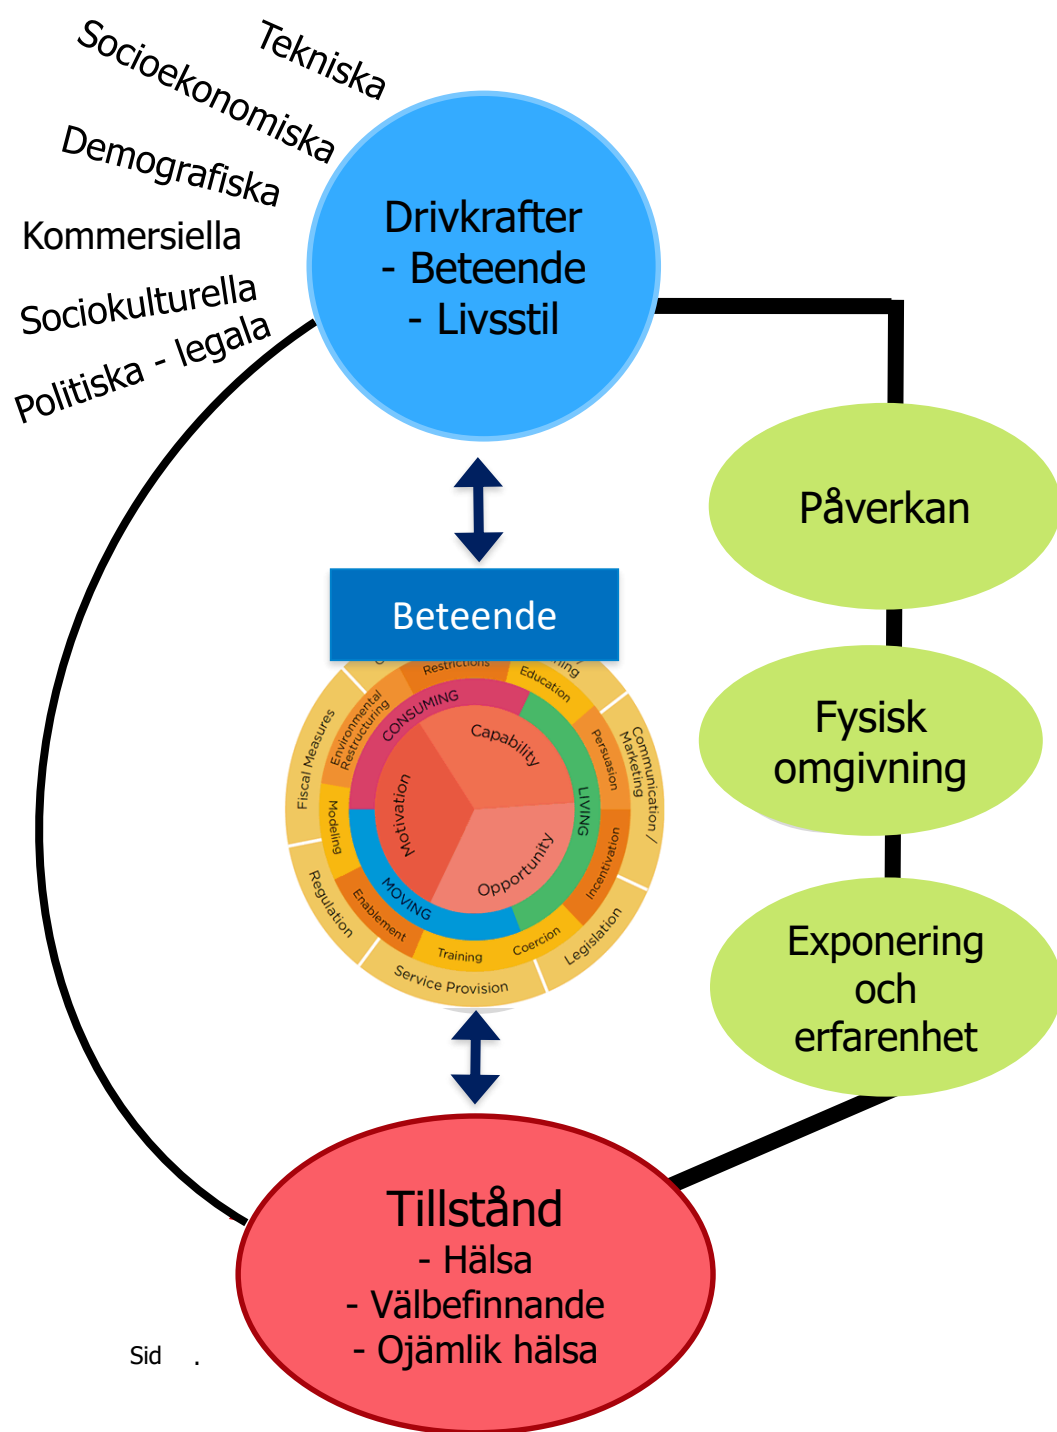 Tekniska
Socioekonomiska
Demografiska
Kommersiella
Sociokulturella
Politiska - legala
Drivkrafter
- Beteende
- Livsstil
Påverkan
Fysisk
omgivning
Exponering
och
erfarenhet
Beteende
Restrictions
Education
Persuasion
Incentivation
Coercion
Training
Enablement
Modeling
Environmental
Restructuring
CONSUMING
LIVING
MOVING
Capability
Motivation
Opportunity
Fiscal Measures
Communication /
Marketing
Legislation
Service Provision
Regulation
Tillstånd
- Hälsa
- Välbefinnande
- Ojämlik hälsa
Sid .